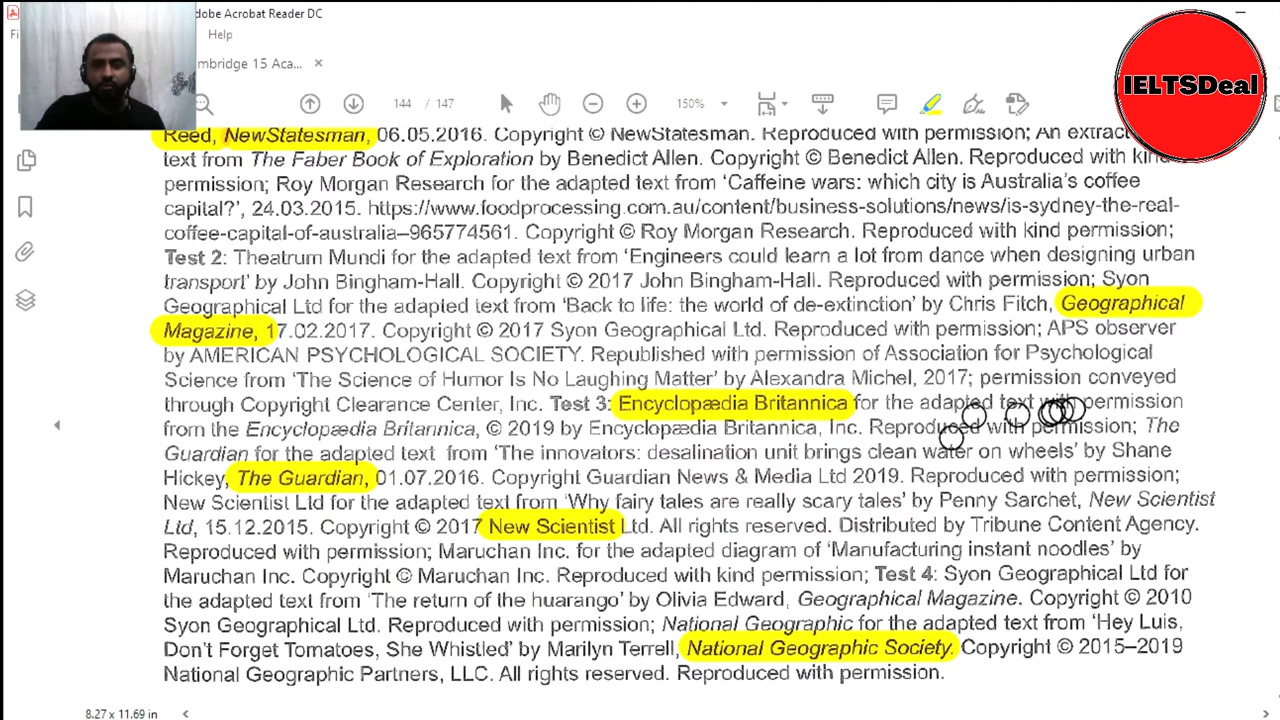 dobe Acrobat Reader DC
Fi
Help
mbridge 15 Aca...
144 / 147
150%
IELTSDeal
Reed, NewStatesman, 06.05.2016. Copyright © NewStatesman. Reproduced with permission; An extract
text from The Faber Book of Exploration by Benedict Allen. Copyright © Benedict Allen. Reproduced with kind
permission; Roy Morgan Research for the adapted text from ‘Caffeine wars: which city is Australia’s coffee
capital?’, 24.03.2015. https://www.foodprocessing.com.au/content/business-solutions/news/is-sydney-the-real-
coffee-capital-of-australia–965774561. Copyright © Roy Morgan Research. Reproduced with kind permission;
Test 2: Theatrum Mundi for the adapted text from ‘Engineers could learn a lot from dance when designing urban
transport’ by John Bingham-Hall. Copyright © 2017 John Bingham-Hall. Reproduced with permission; Syon
Geographical Ltd for the adapted text from ‘Back to life: the world of de-extinction’ by Chris Fitch, Geographical
Magazine, 17.02.2017. Copyright © 2017 Syon Geographical Ltd. Reproduced with permission; APS observer
by AMERICAN PSYCHOLOGICAL SOCIETY. Republished with permission of Association for Psychological
Science from ‘The Science of Humor Is No Laughing Matter’ by Alexandra Michel, 2017; permission conveyed
through Copyright Clearance Center, Inc. Test 3: Encyclopædia Britannica for the adapted text with permission
from the Encyclopædia Britannica, © 2019 by Encyclopædia Britannica, Inc. Reproduced with permission; The
Guardian for the adapted text from ‘The innovators: desalination unit brings clean water on wheels’ by Shane
Hickey, The Guardian, 01.07.2016. Copyright Guardian News & Media Ltd 2019. Reproduced with permission;
New Scientist Ltd for the adapted text from ‘Why fairy tales are really scary tales’ by Penny Sarchet, New Scientist
Ltd, 15.12.2015. Copyright © 2017 New Scientist Ltd. All rights reserved. Distributed by Tribune Content Agency.
Reproduced with permission; Maruchan Inc. for the adapted diagram of ‘Manufacturing instant noodles’ by
Maruchan Inc. Copyright © Maruchan Inc. Reproduced with kind permission; Test 4: Syon Geographical Ltd for
the adapted text from ‘The return of the huarango’ by Olivia Edward, Geographical Magazine. Copyright © 2010
Syon Geographical Ltd. Reproduced with permission; National Geographic for the adapted text from ‘Hey Luis,
Don’t Forget Tomatoes, She Whistled’ by Marilyn Terrell, National Geographic Society. Copyright © 2015–2019
National Geographic Partners, LLC. All rights reserved. Reproduced with permission.
8.27 x 11.69 in